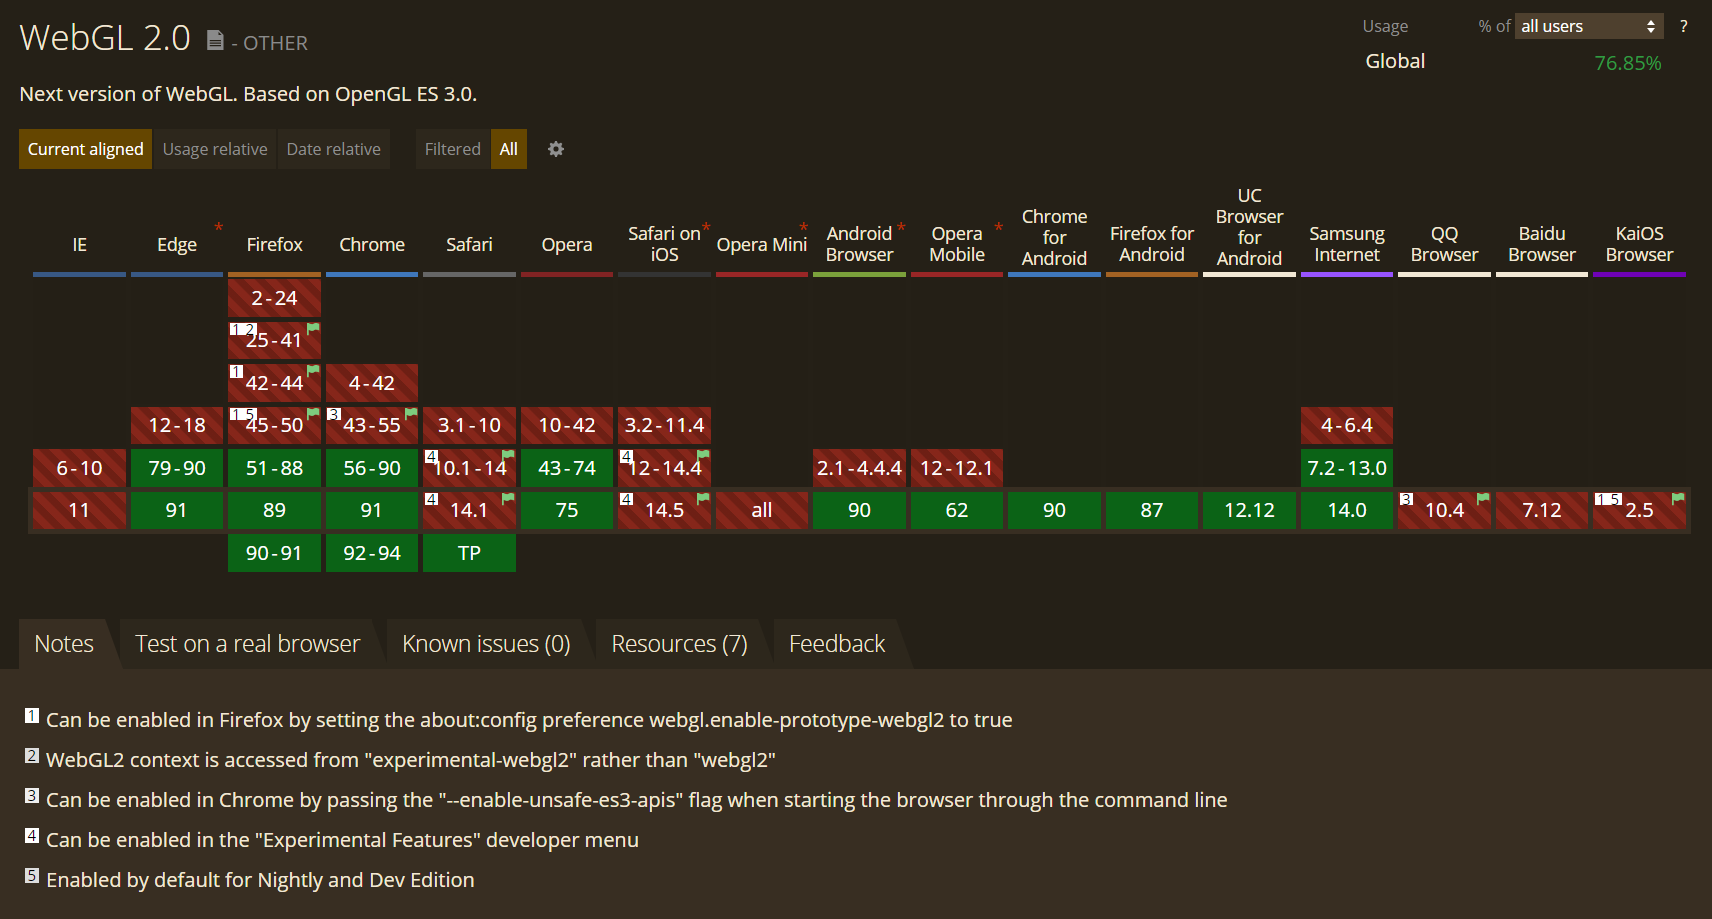 WebGL 2.0 - OTHER
Usage % of all users ?
Global 76.85%
Next version of WebGL. Based on OpenGL ES 3.0.
Current aligned Usage relative Date relative Filtered All
IE Edge * Firefox Chrome Safari Opera Safari on iOS * Opera Mini * Android Browser * Opera Mobile * Chrome for Android Firefox for Android UC Browser for Android Samsung Internet QQ Browser Baidu Browser KaiOS Browser
2-24
1 2 25-41
1 42-44 4-42
12-18 1 5 45-50 3 43-55 3.1-10 10-42 3.2-11.4 4-6.4
6-10 79-90 51-88 56-90 4 10.1-14 43-74 4 12-14.4 2.1-4.4.4 12-12.1 7.2-13.0
11 91 89 91 4 14.1 75 4 14.5 all 90 62 90 87 12.12 14.0 3 10.4 7.12 1 5 2.5
90-91 92-94 TP
Notes Test on a real browser Known issues (0) Resources (7) Feedback
1 Can be enabled in Firefox by setting the about:config preference webgl.enable-prototype-webgl2 to true
2 WebGL2 context is accessed from "experimental-webgl2" rather than "webgl2"
3 Can be enabled in Chrome by passing the "--enable-unsafe-es3-apis" flag when starting the browser through the command line
4 Can be enabled in the "Experimental Features" developer menu
5 Enabled by default for Nightly and Dev Edition